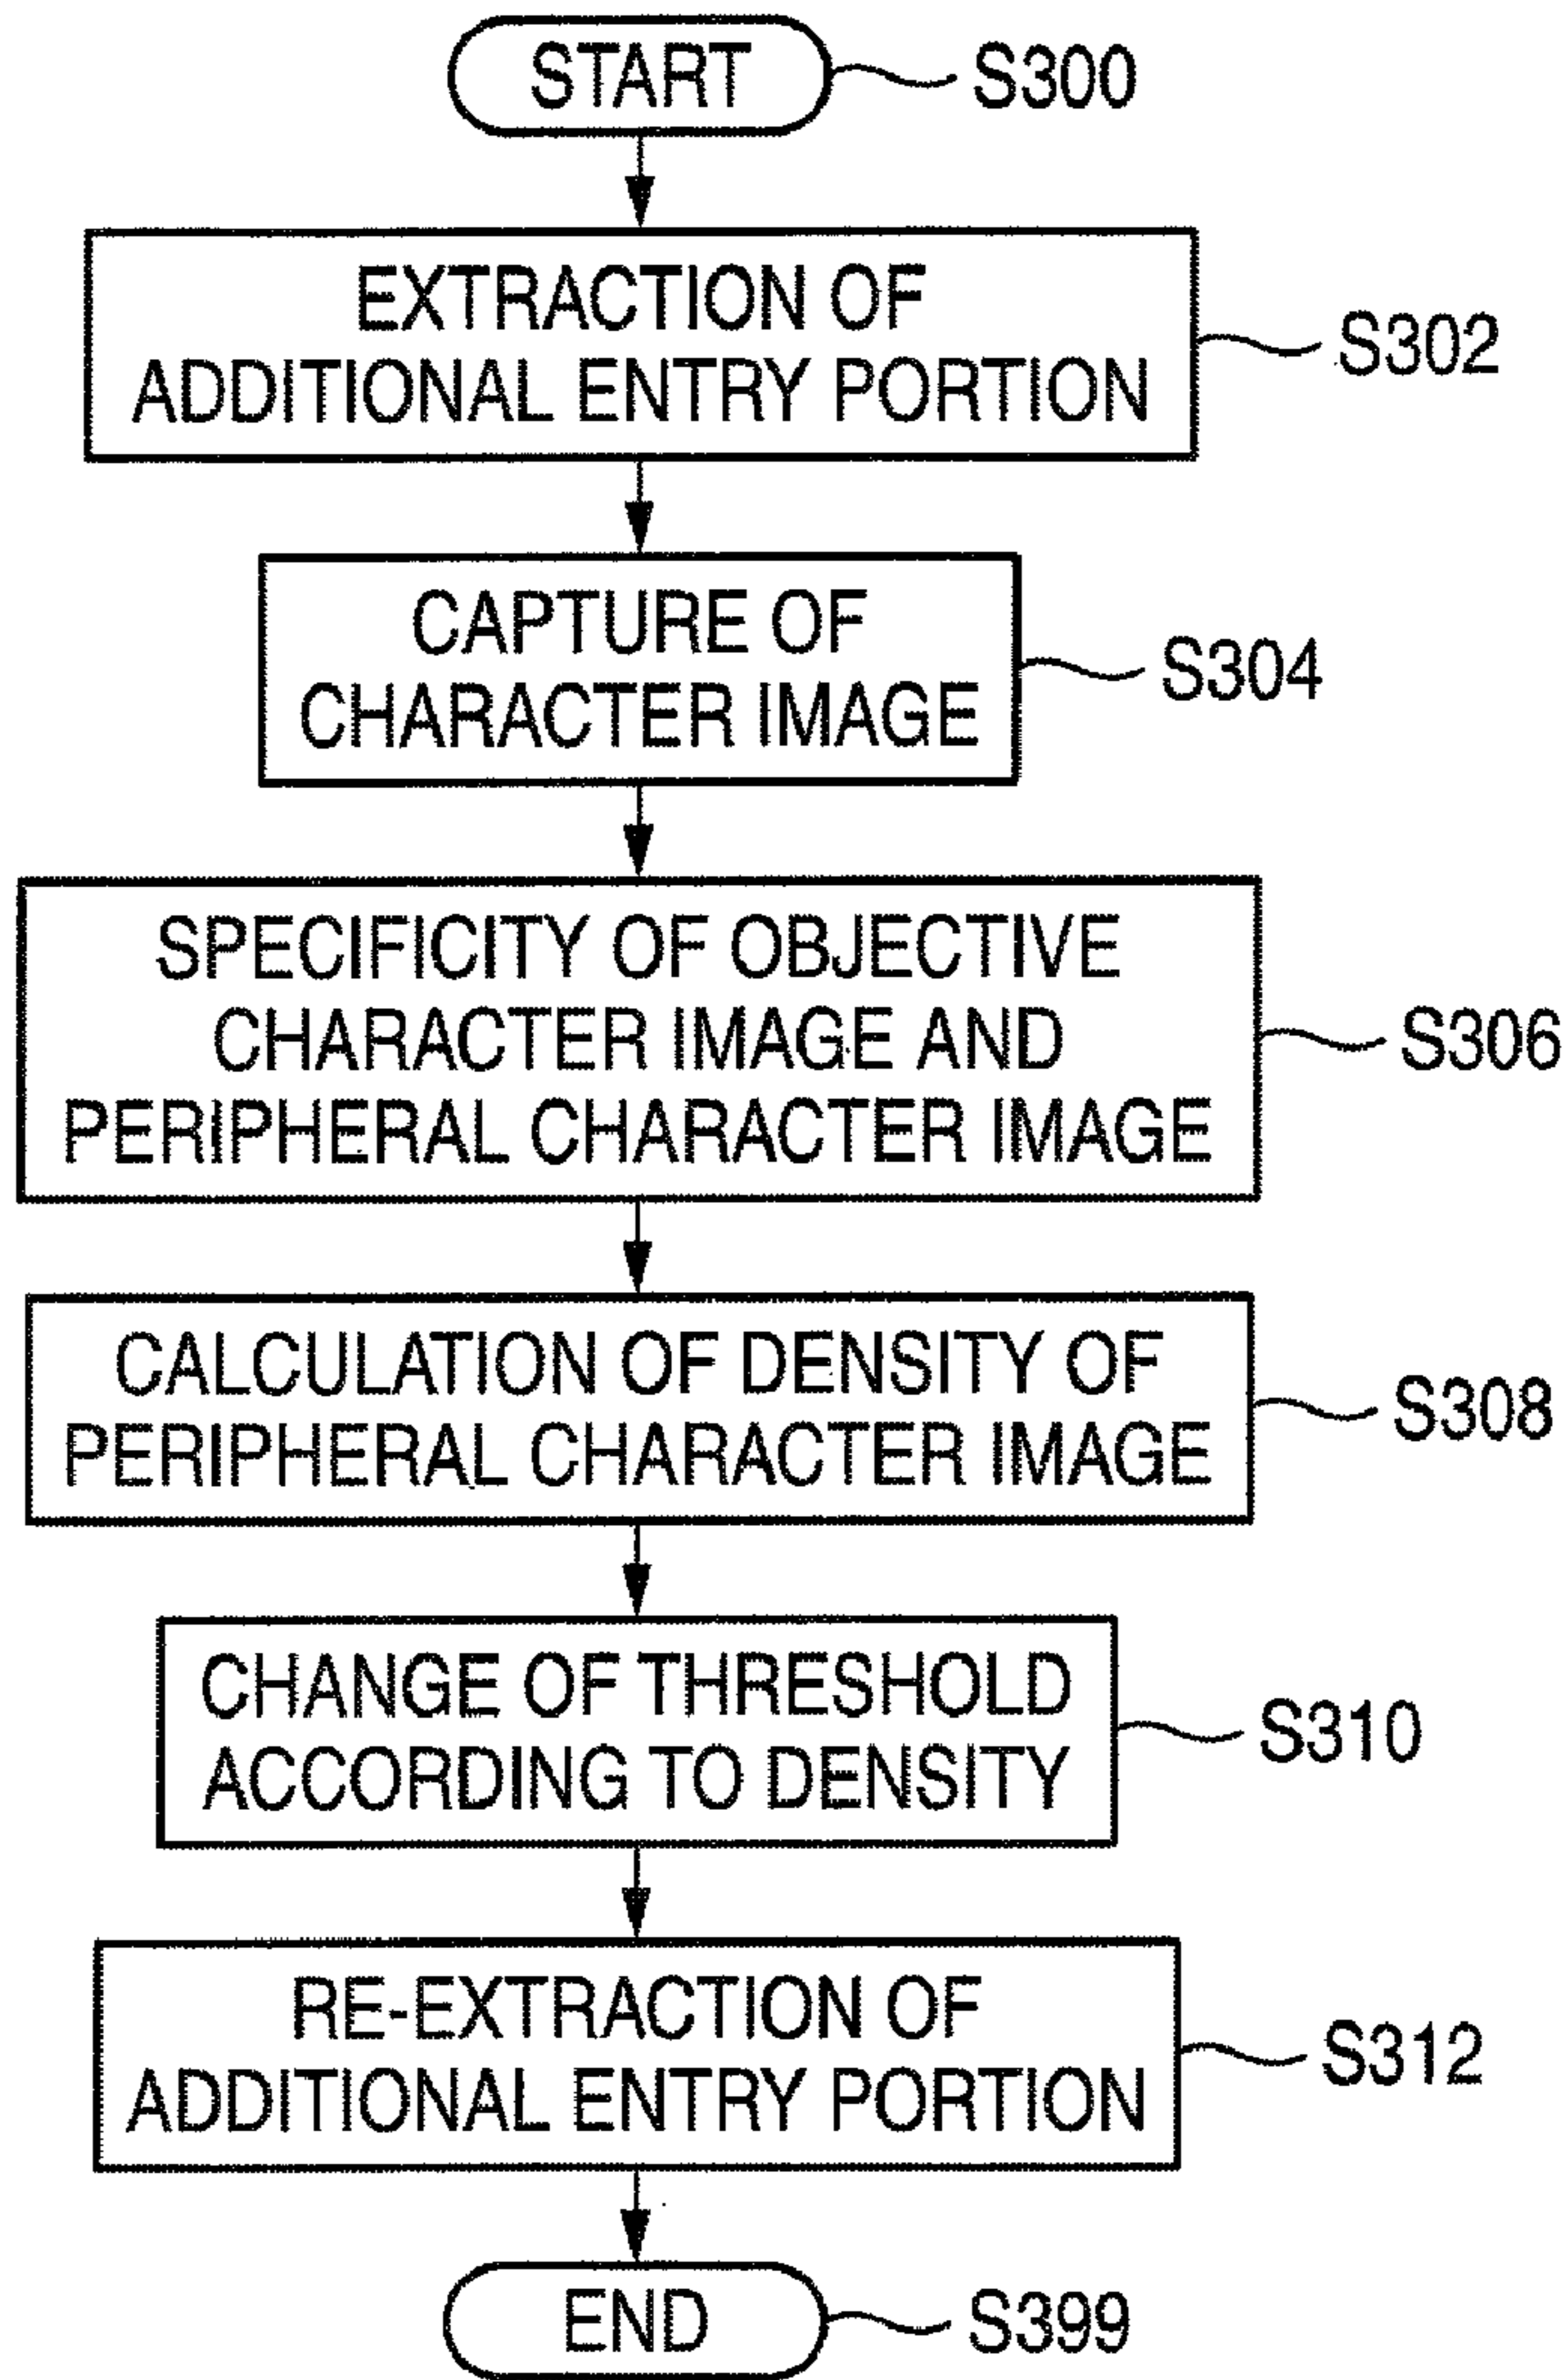 START
S300
EXTRACTION OF
ADDITIONAL ENTRY PORTION
S302
CAPTURE OF
CHARACTER IMAGE
S304
SPECIFICITY OF OBJECTIVE
CHARACTER IMAGE AND
PERIPHERAL CHARACTER IMAGE
S306
CALCULATION OF DENSITY OF
PERIPHERAL CHARACTER IMAGE
S308
CHANGE OF THRESHOLD
ACCORDING TO DENSITY
S310
RE-EXTRACTION OF
ADDITIONAL ENTRY PORTION
S312
END
S399